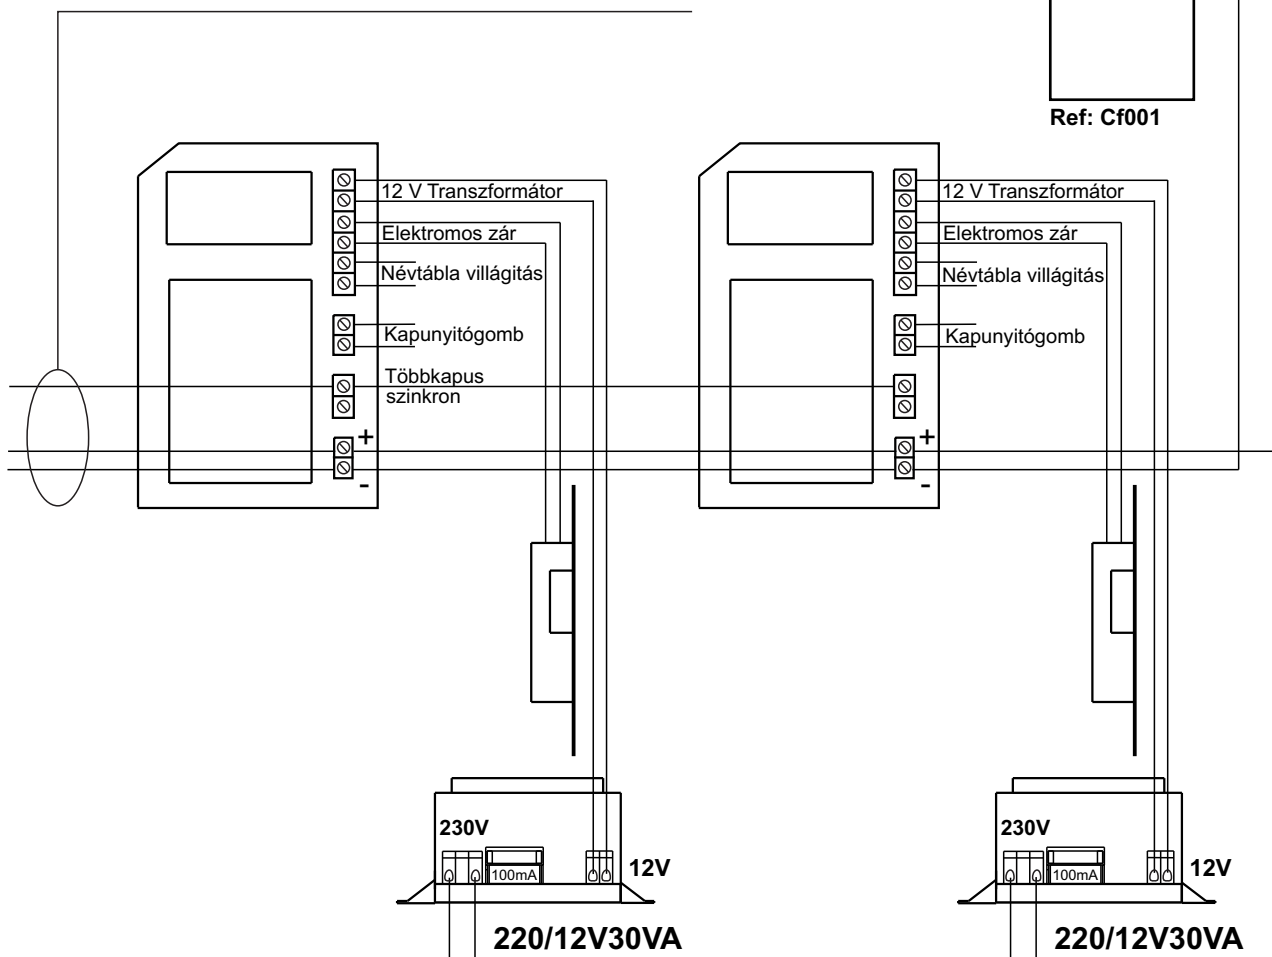 Ref: Cf001
12 V Transzformátor
Elektromos zár
Névtábla villágitás
Kapunyitógomb
Többkapus
szinkron
+
-
12 V Transzformátor
Elektromos zár
Névtábla villágitás
Kapunyitógomb
+
-
230V
100mA
12V
220/12V30VA
230V
100mA
12V
220/12V30VA